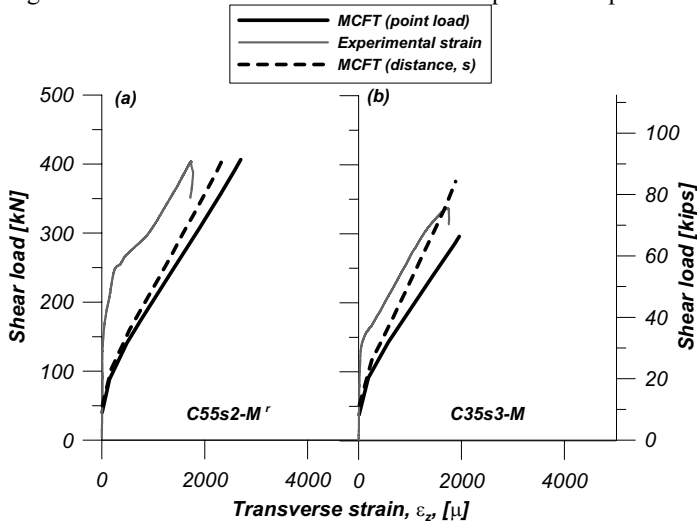 MCFT (point load)
Experimental strain
MCFT (distance, s)
(a)
(b)
500
400
300
200
100
0
Shear load [kN]
100
80
60
40
20
0
Shear load [kips]
C55s2-M r
C35s3-M
0 2000 4000 0 2000 4000
Transverse strain, εz, [μ]